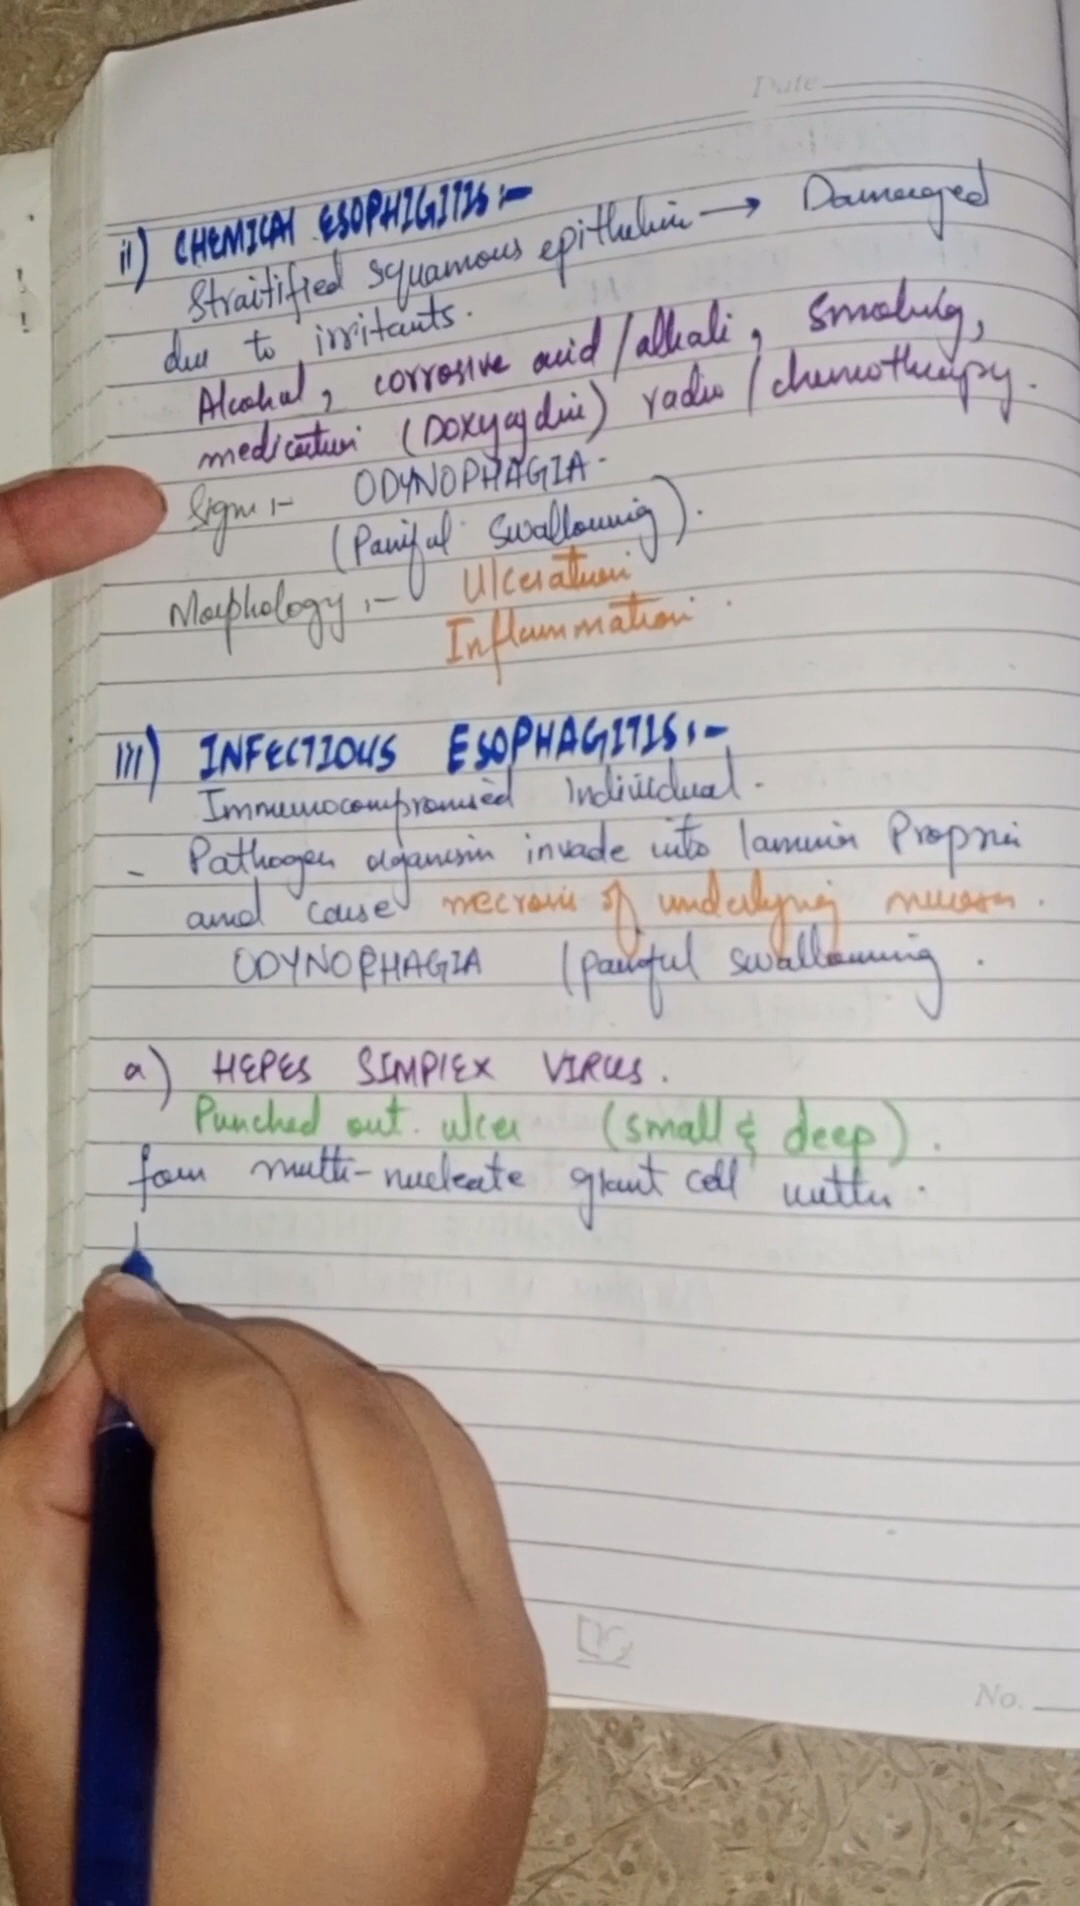 Date
ii) CHEMICAL ESOPHIGITIS:-
Straitified squamous epithelium → Damaged
due to irritants.
Alcohol, corrosive acid/alkali, Smoking,
medication (Doxycycline) radio/chemotherapy.
Sign:- ODYNOPHAGIA-
(Painful Swallowing).
Morphology:- Ulceration
Inflammation
iii) INFECTIOUS ESOPHAGITIS:-
Immunocompromised Individual.
- Pathogen organism invade into lamina Propria
and cause necrosis of underlying mucosa.
ODYNOPHAGIA (painful swallowing.
a) HEPES SIMPLEX VIRUS.
Punched out. ulcer (small & deep).
form multi-nucleate giant cell within.
No.